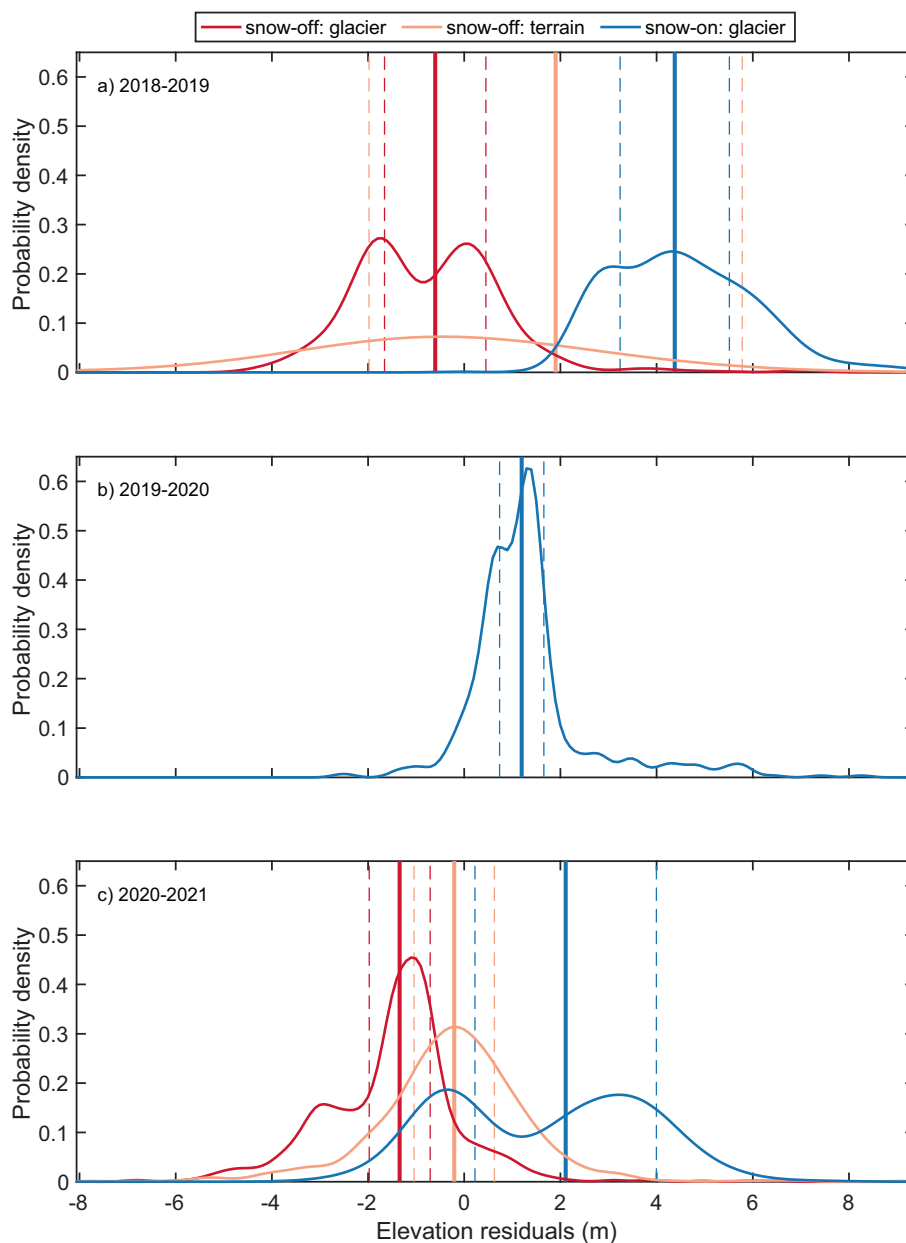 snow-off: glacier snow-off: terrain snow-on: glacier
a) 2018-2019
Probability density
0.6
0.5
0.4
0.3
0.2
0.1
0
b) 2019-2020
Probability density
0.6
0.5
0.4
0.3
0.2
0.1
0
c) 2020-2021
Probability density
0.6
0.5
0.4
0.3
0.2
0.1
0
-8 -6 -4 -2 0 2 4 6 8
Elevation residuals (m)